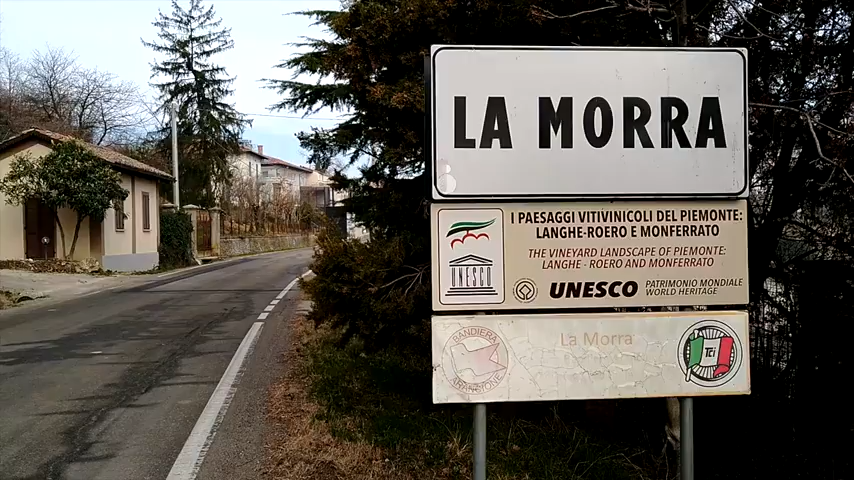 LA MORRA
I PAESAGGI VITIVINICOLI DEL PIEMONTE:
LANGHE-ROERO E MONFERRATO
THE VINEYARD LANDSCAPE OF PIEMONTE:
LANGHE - ROERO AND MONFERRATO
UNESCO
UNESCO
PATRIMONIO MONDIALE
WORLD HERITAGE
BANDIERA
ARANCIONE
La Morra
TCi